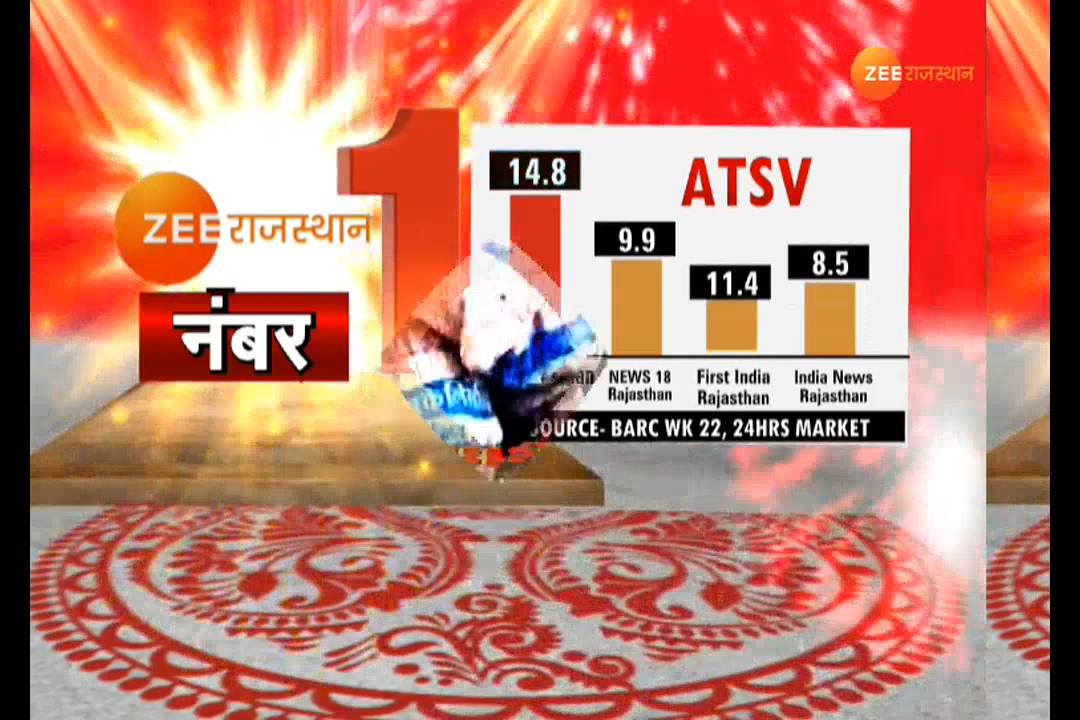 ZEE राजस्थान
ZEE राजस्थान
1
नंबर
ATSV
14.8
9.9
11.4
8.5
NEWS 18
Rajasthan
First India
Rajasthan
India News
Rajasthan
SOURCE- BARC WK 22, 24HRS MARKET